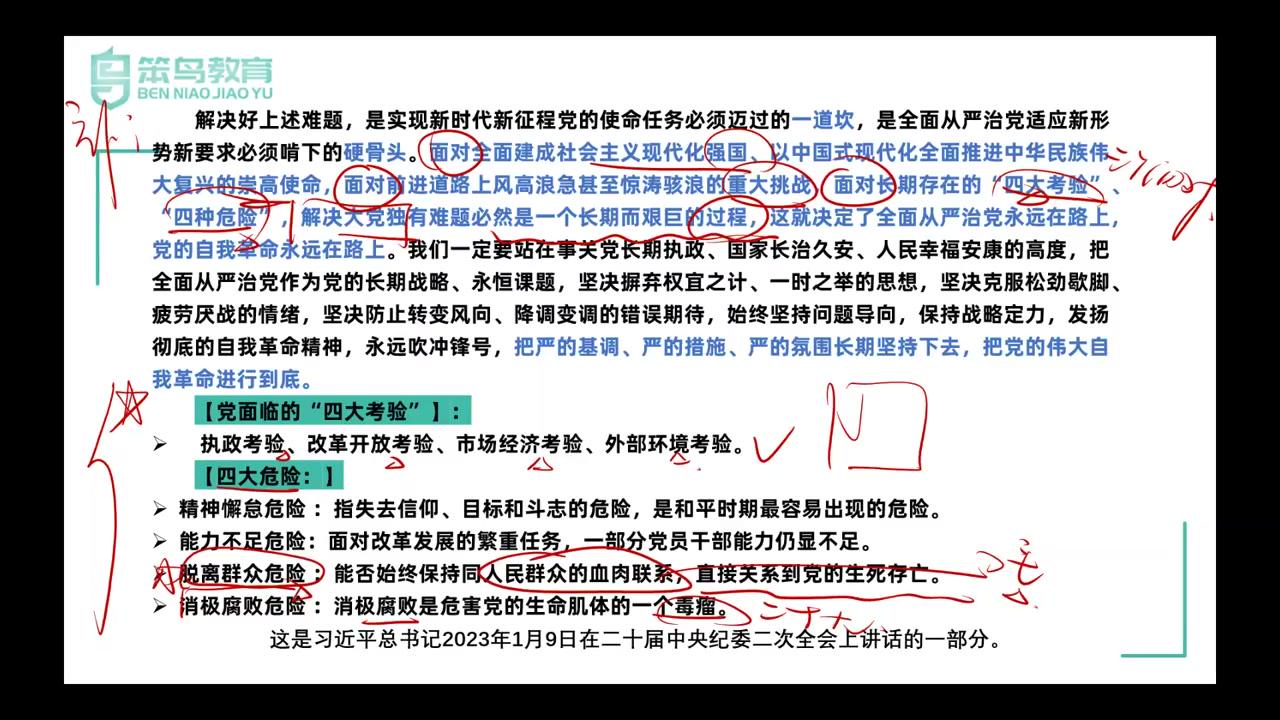 笨鸟教育
BEN NIAO JIAO YU
解决好上述难题，是实现新时代新征程党的使命任务必须迈过的一道坎，是全面从严治党适应新形
势新要求必须啃下的硬骨头。面对全面建成社会主义现代化强国、以中国式现代化全面推进中华民族伟
大复兴的崇高使命，面对前进道路上风高浪急甚至惊涛骇浪的重大挑战，面对长期存在的“四大考验”、
“四种危险”，解决大党独有难题必然是一个长期而艰巨的过程，这就决定了全面从严治党永远在路上，
党的自我革命永远在路上。我们一定要站在事关党长期执政、国家长治久安、人民幸福安康的高度，把
全面从严治党作为党的长期战略、永恒课题，坚决摒弃权宜之计、一时之举的思想，坚决克服松劲歇脚、
疲劳厌战的情绪，坚决防止转变风向、降调变调的错误期待，始终坚持问题导向，保持战略定力，发扬
彻底的自我革命精神，永远吹冲锋号，把严的基调、严的措施、严的氛围长期坚持下去，把党的伟大自
我革命进行到底。
【党面临的“四大考验”】：
➢ 执政考验、改革开放考验、市场经济考验、外部环境考验。
【四大危险：】
➢ 精神懈怠危险：指失去信仰、目标和斗志的危险，是和平时期最容易出现的危险。
➢ 能力不足危险：面对改革发展的繁重任务，一部分党员干部能力仍显不足。
➢ 脱离群众危险：能否始终保持同人民群众的血肉联系，直接关系到党的生死存亡。
➢ 消极腐败危险：消极腐败是危害党的生命肌体的一个毒瘤。
这是习近平总书记2023年1月9日在二十届中央纪委二次全会上讲话的一部分。